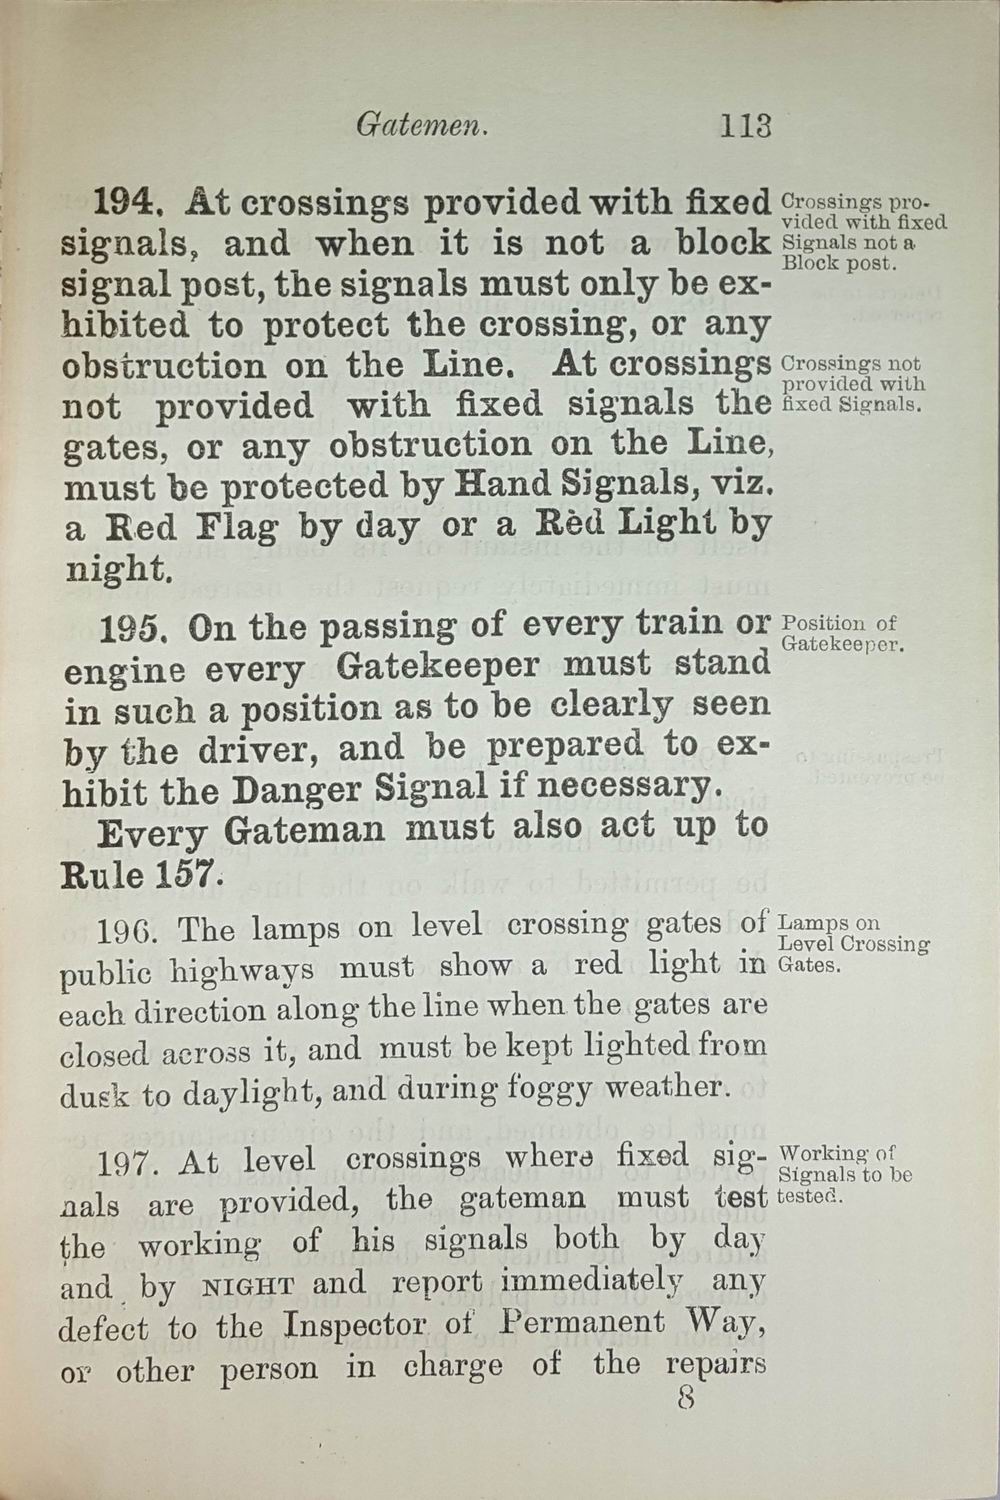 Gatemen. 113
194. At crossings provided with fixed
signals, and when it is not a block
signal post, the signals must only be ex-
hibited to protect the crossing, or any
obstruction on the Line. At crossings
not provided with fixed signals the
gates, or any obstruction on the Line,
must be protected by Hand Signals, viz.
a Red Flag by day or a Red Light by
night.
Crossings pro-
vided with fixed
Signals not a
Block post.
Crossings not
provided with
fixed Signals.
195. On the passing of every train or
engine every Gatekeeper must stand
in such a position as to be clearly seen
by the driver, and be prepared to ex-
hibit the Danger Signal if necessary.
Every Gateman must also act up to
Rule 157.
Position of
Gatekeeper.
196. The lamps on level crossing gates of
public highways must show a red light in
each direction along the line when the gates are
closed across it, and must be kept lighted from
dusk to daylight, and during foggy weather.
Lamps on
Level Crossing
Gates.
197. At level crossings where fixed sig-
nals are provided, the gateman must test
the working of his signals both by day
and by NIGHT and report immediately any
defect to the Inspector of Permanent Way,
or other person in charge of the repairs
Working of
Signals to be
tested.
8